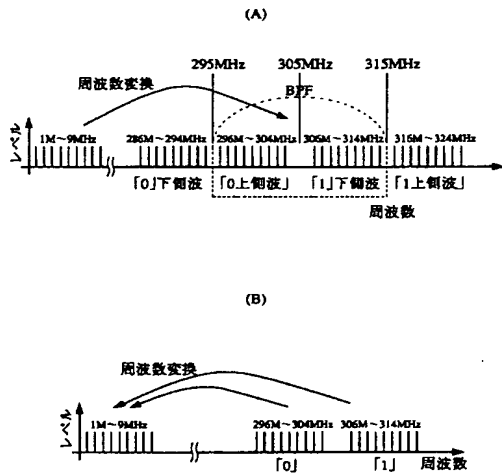 (A)
295MHz 305MHz 315MHz
周波数変換
BPF
レベル
1M～9MHz 286M～294MHz 296M～304MHz 306M～314MHz 316M～324MHz
「0」下側波 「0上側波」 「1」下側波 「1上側波」
周波数
(B)
周波数変換
レベル
1M～9MHz 296M～304MHz 306M～314MHz
「0」 「1」 周波数